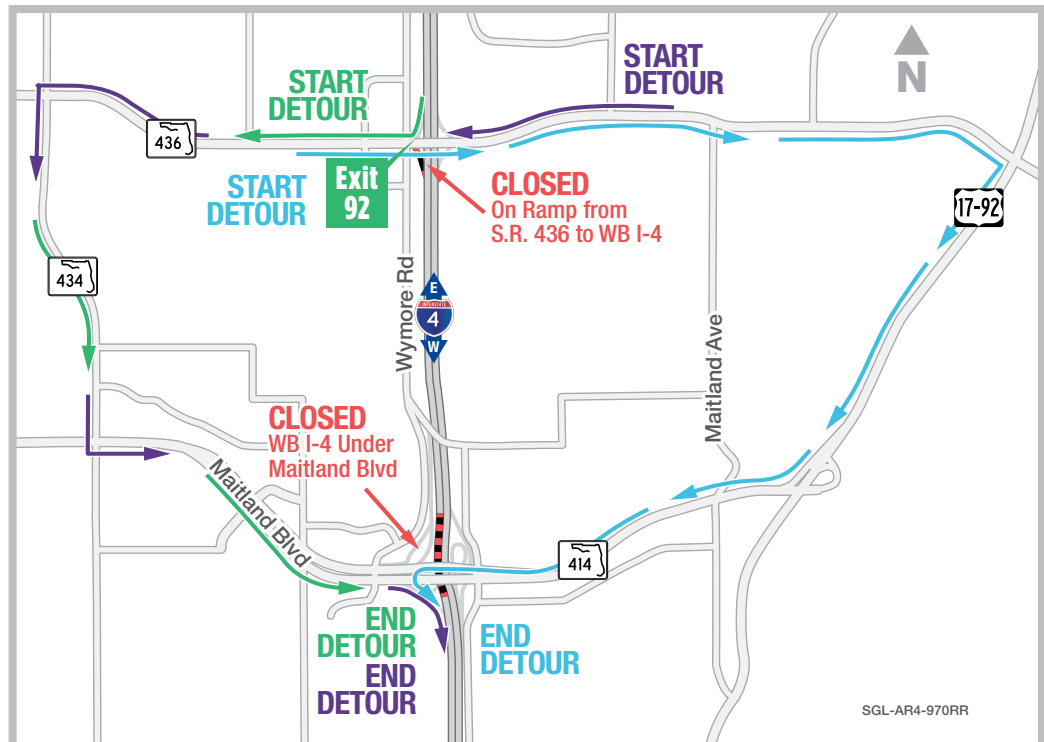 START
DETOUR
N
START
DETOUR
436
Exit
92
START
DETOUR
CLOSED
On Ramp from
S.R. 436 to WB I-4
17-92
434
Wymore Rd
E
INTERSTATE
4
W
Maitland Ave
CLOSED
WB I-4 Under
Maitland Blvd
Maitland Blvd
414
END
DETOUR
END
DETOUR
END
DETOUR
SGL-AR4-970RR